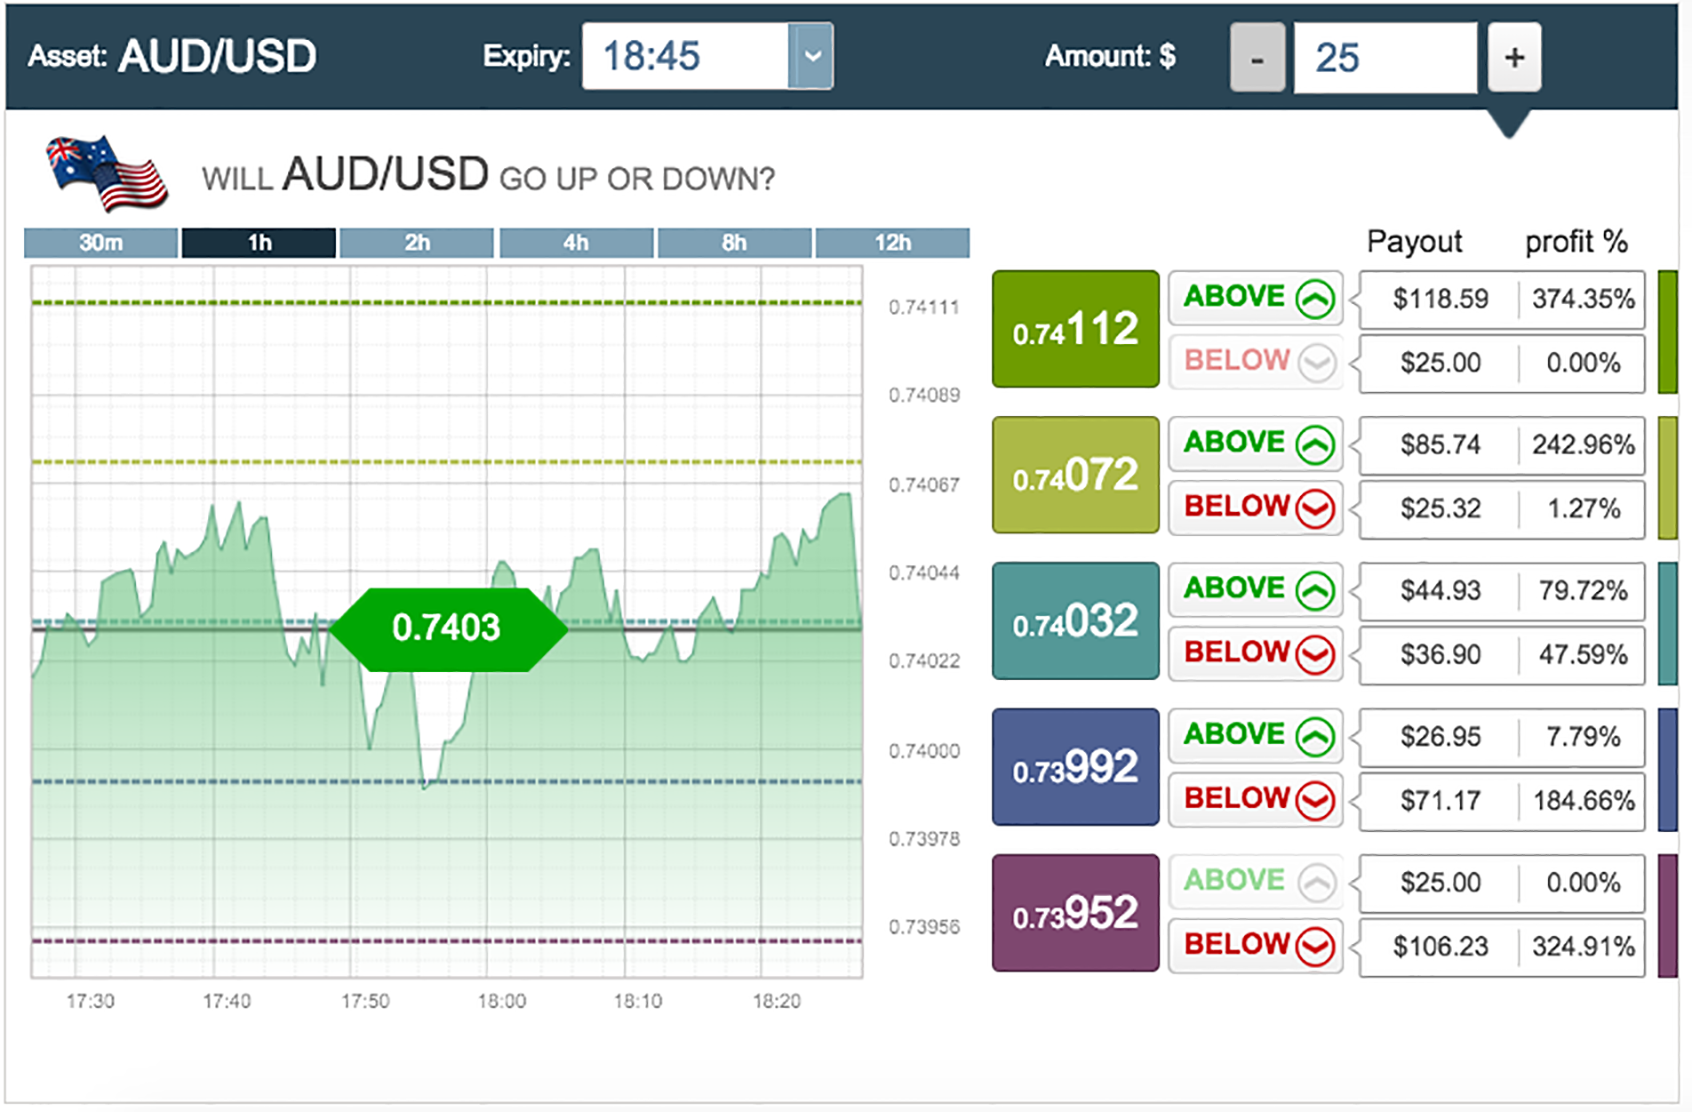 Asset: AUD/USD Expiry: 18:45 Amount: $ - 25 +
WILL AUD/USD GO UP OR DOWN?
30m 1h 2h 4h 8h 12h
Payout profit %
0.74111
0.74089
0.74067
0.74044
0.74022
0.74000
0.73978
0.73956
0.7403
17:30 17:40 17:50 18:00 18:10 18:20
0.74112
ABOVE $118.59 374.35%
BELOW $25.00 0.00%
0.74072
ABOVE $85.74 242.96%
BELOW $25.32 1.27%
0.74032
ABOVE $44.93 79.72%
BELOW $36.90 47.59%
0.73992
ABOVE $26.95 7.79%
BELOW $71.17 184.66%
0.73952
ABOVE $25.00 0.00%
BELOW $106.23 324.91%